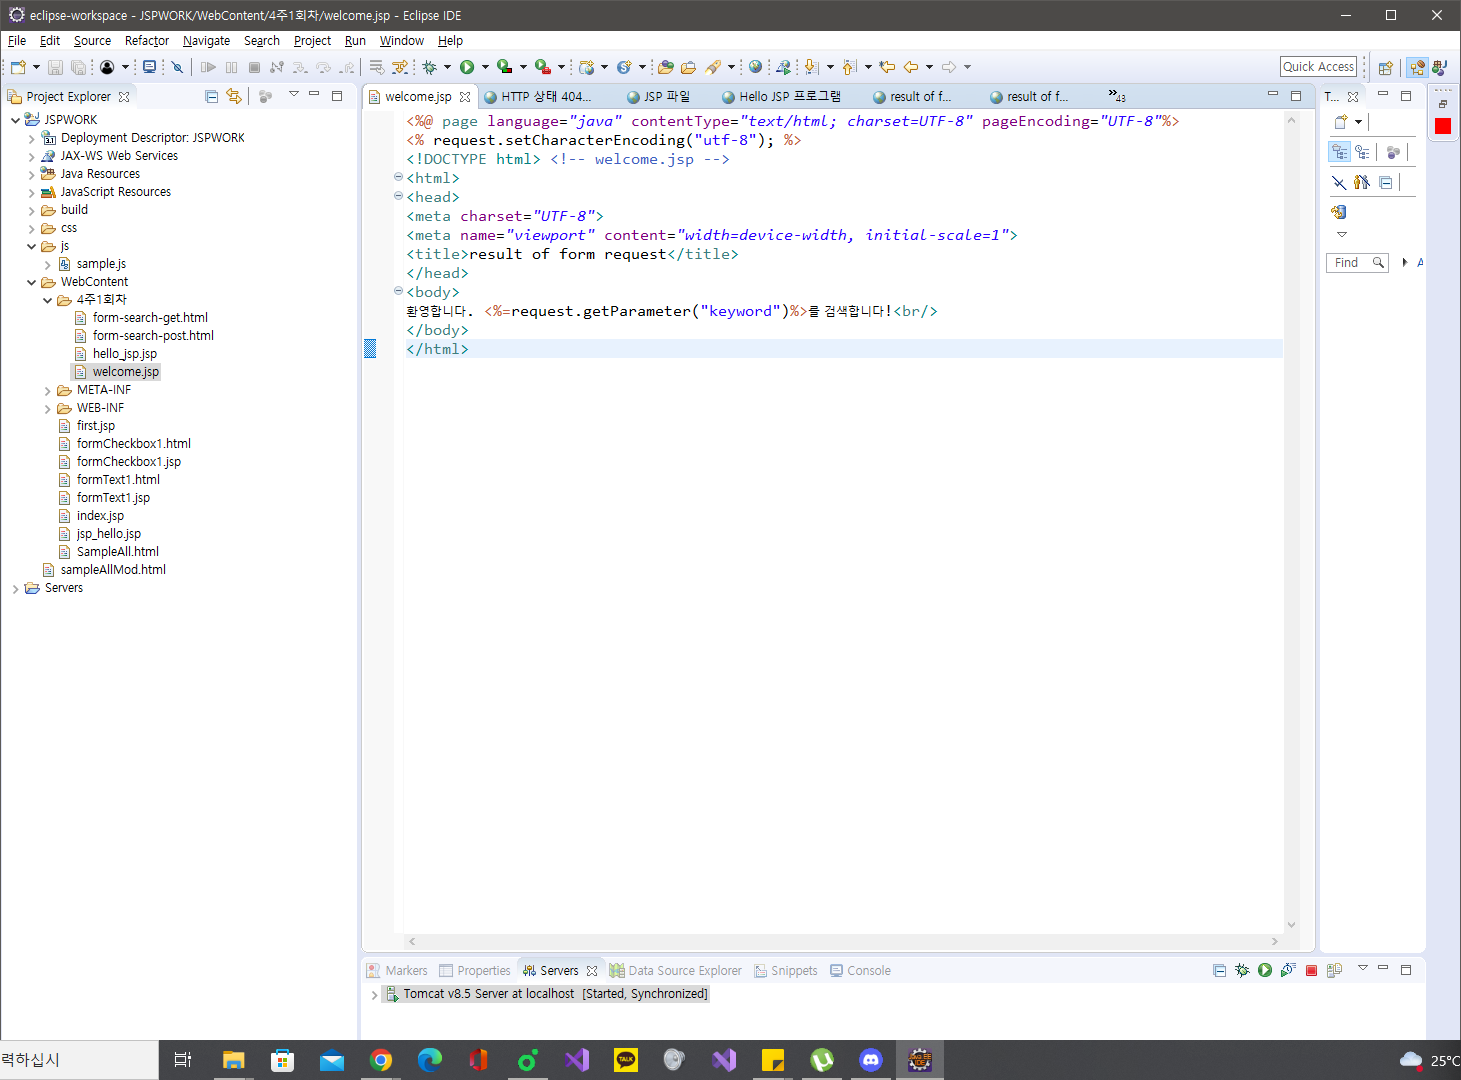 eclipse-workspace - JSPWORK/WebContent/4주1회차/welcome.jsp - Eclipse IDE
File Edit Source Refactor Navigate Search Project Run Window Help
Quick Access
Project Explorer
welcome.jsp
HTTP 상태 404...
JSP 파일
Hello JSP 프로그램
result of f...
result of f...
»43
T...
JSPWORK
Deployment Descriptor: JSPWORK
JAX-WS Web Services
Java Resources
JavaScript Resources
build
css
js
sample.js
WebContent
4주1회차
form-search-get.html
form-search-post.html
hello_jsp.jsp
welcome.jsp
META-INF
WEB-INF
first.jsp
formCheckbox1.html
formCheckbox1.jsp
formText1.html
formText1.jsp
index.jsp
jsp_hello.jsp
SampleAll.html
sampleAllMod.html
Servers
<%@ page language="java" contentType="text/html; charset=UTF-8" pageEncoding="UTF-8"%>
<% request.setCharacterEncoding("utf-8"); %>
<!DOCTYPE html> <!-- welcome.jsp -->
<html>
<head>
<meta charset="UTF-8">
<meta name="viewport" content="width=device-width, initial-scale=1">
<title>result of form request</title>
</head>
<body>
환영합니다. <%=request.getParameter("keyword")%>를 검색합니다!<br/>
</body>
</html>
Find
A
Markers
Properties
Servers
Data Source Explorer
Snippets
Console
Tomcat v8.5 Server at localhost [Started, Synchronized]
력하십시
TALK
25°C